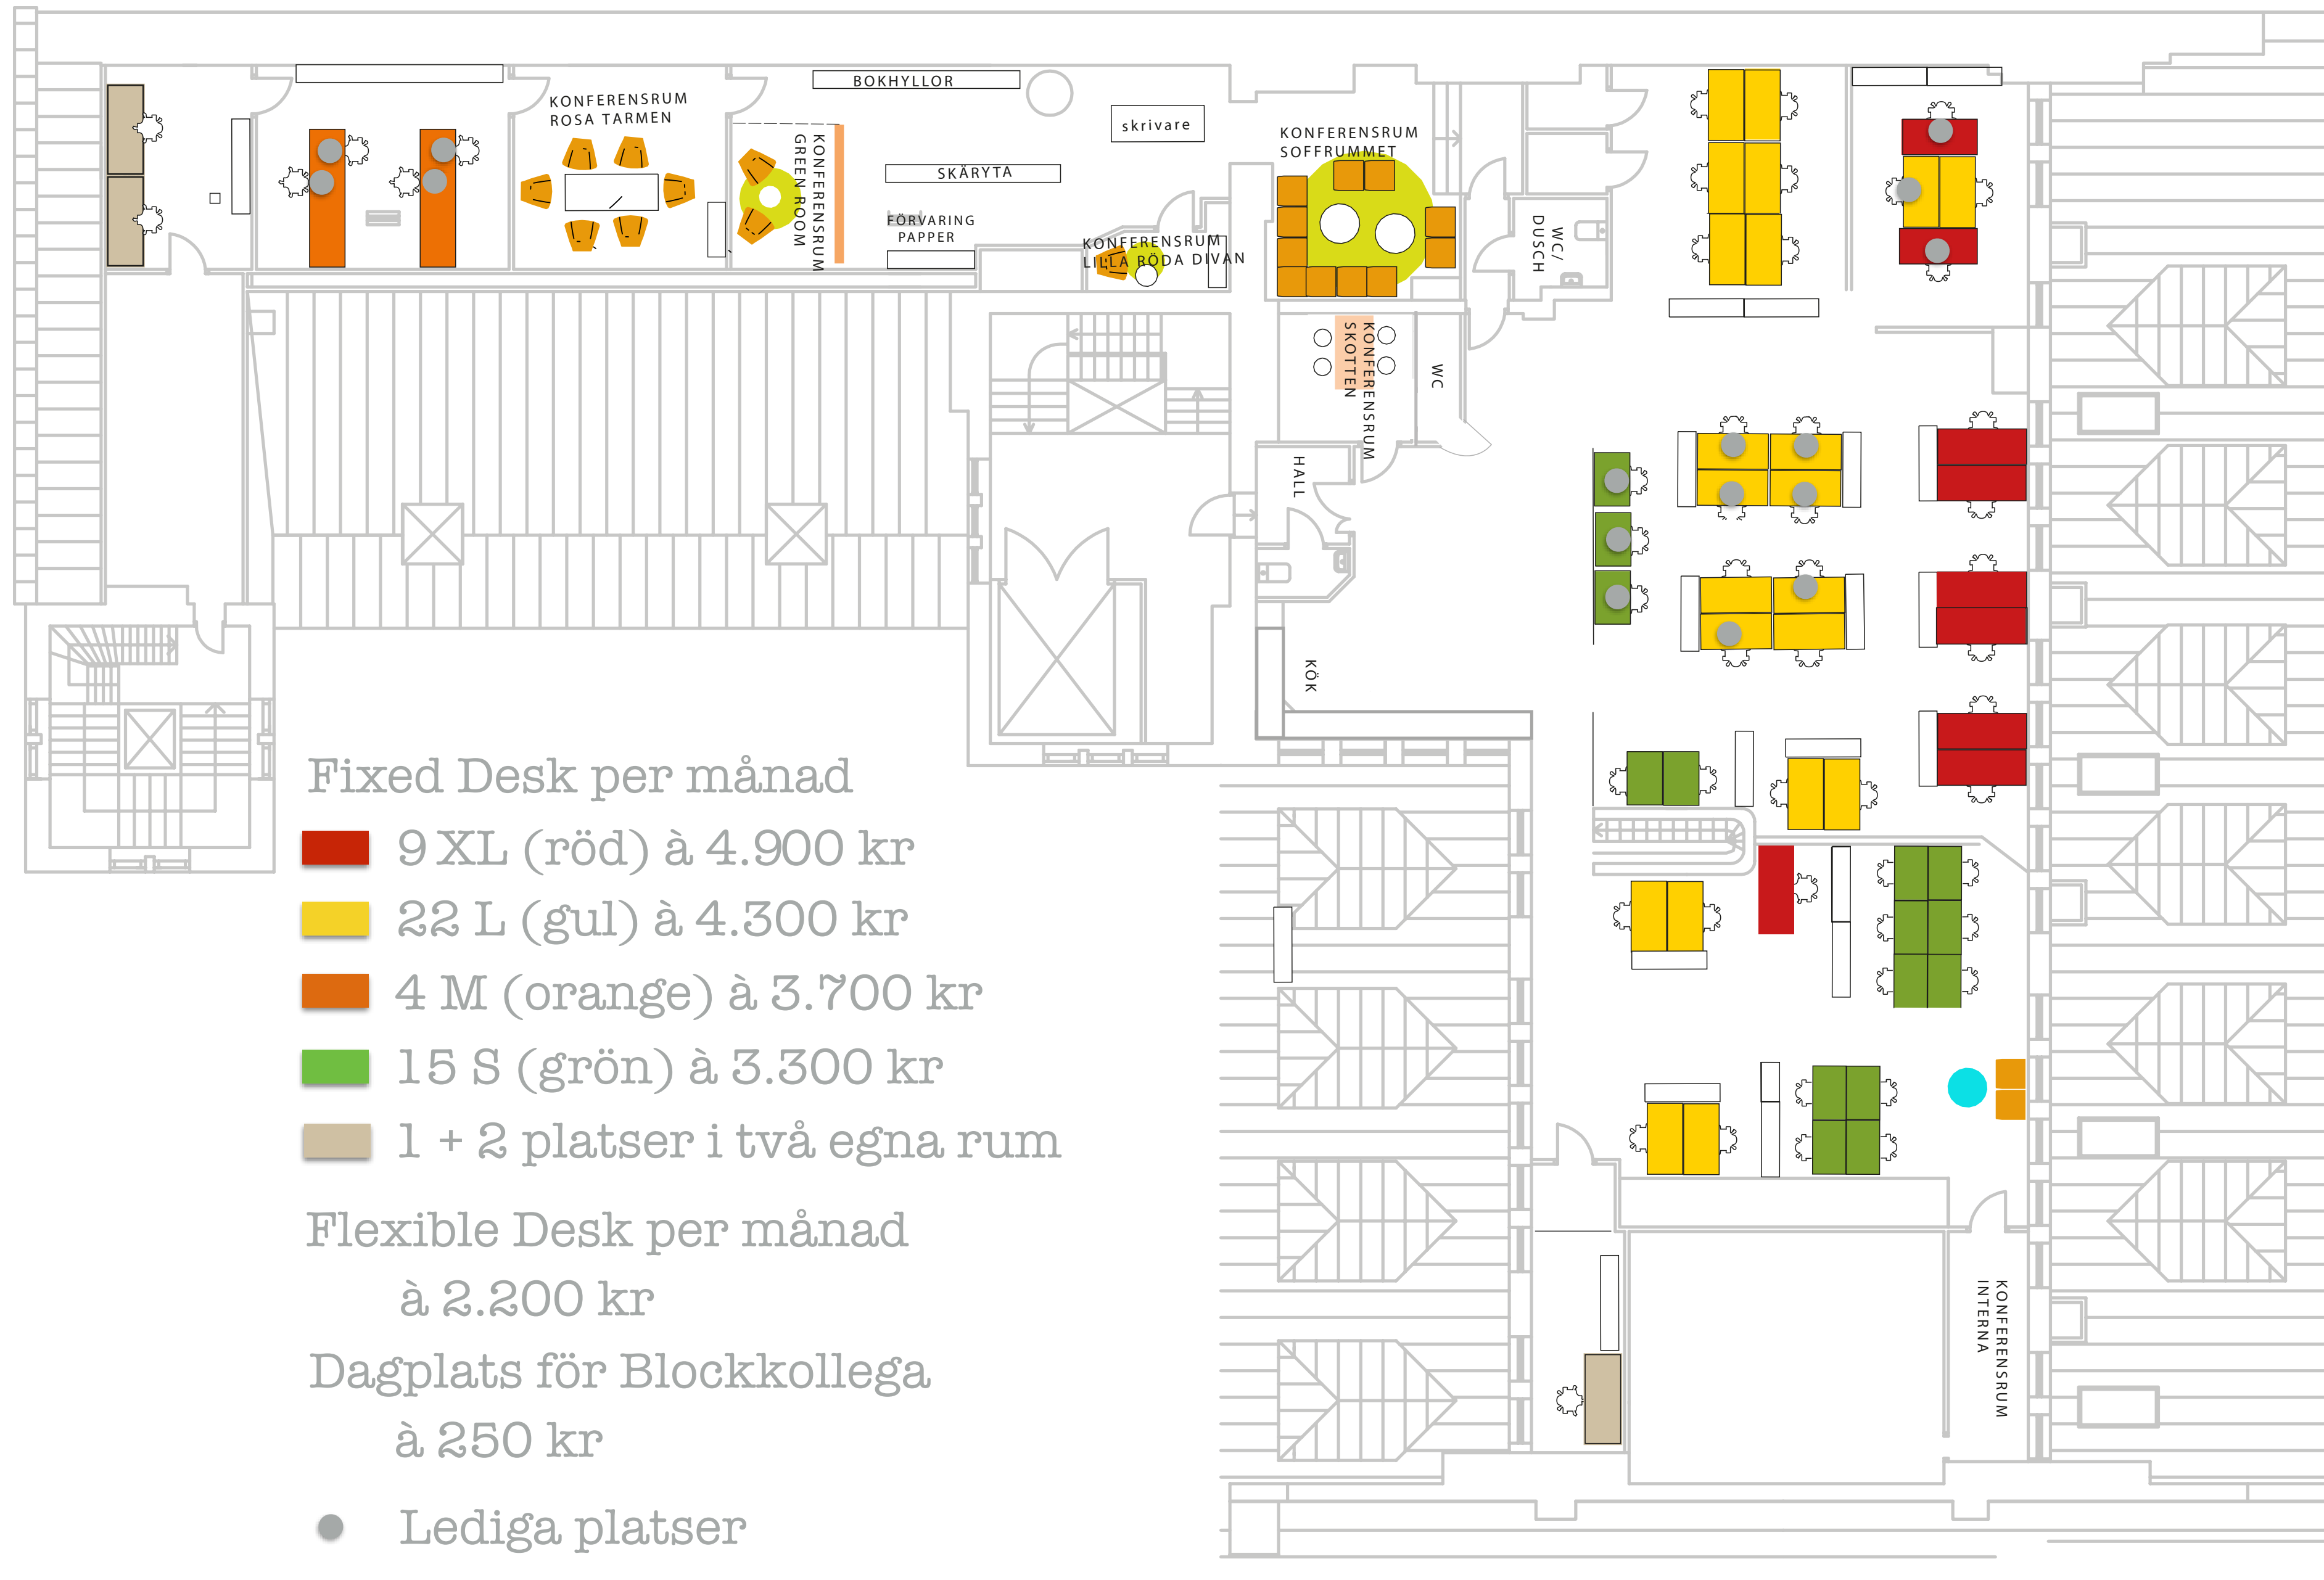 BOKHYLLOR
KONFERENSRUM
ROSA TARMEN
KONFERENSRUM
GREEN ROOM
skrivare
SKÄRYTA
FÖRVARING
PAPPER
KONFERENSRUM
LILLA RÖDA DIVAN
KONFERENSRUM
SOFFRUMMET
WC/
DUSCH
KONFERENSRUM
SKOTTEN
WC
HALL
KÖK
Fixed Desk per månad
9 XL (röd) à 4.900 kr
22 L (gul) à 4.300 kr
4 M (orange) à 3.700 kr
15 S (grön) à 3.300 kr
1 + 2 platser i två egna rum
Flexible Desk per månad
à 2.200 kr
Dagplats för Blockkollega
à 250 kr
Lediga platser
KONFERENSRUM
INTERNA